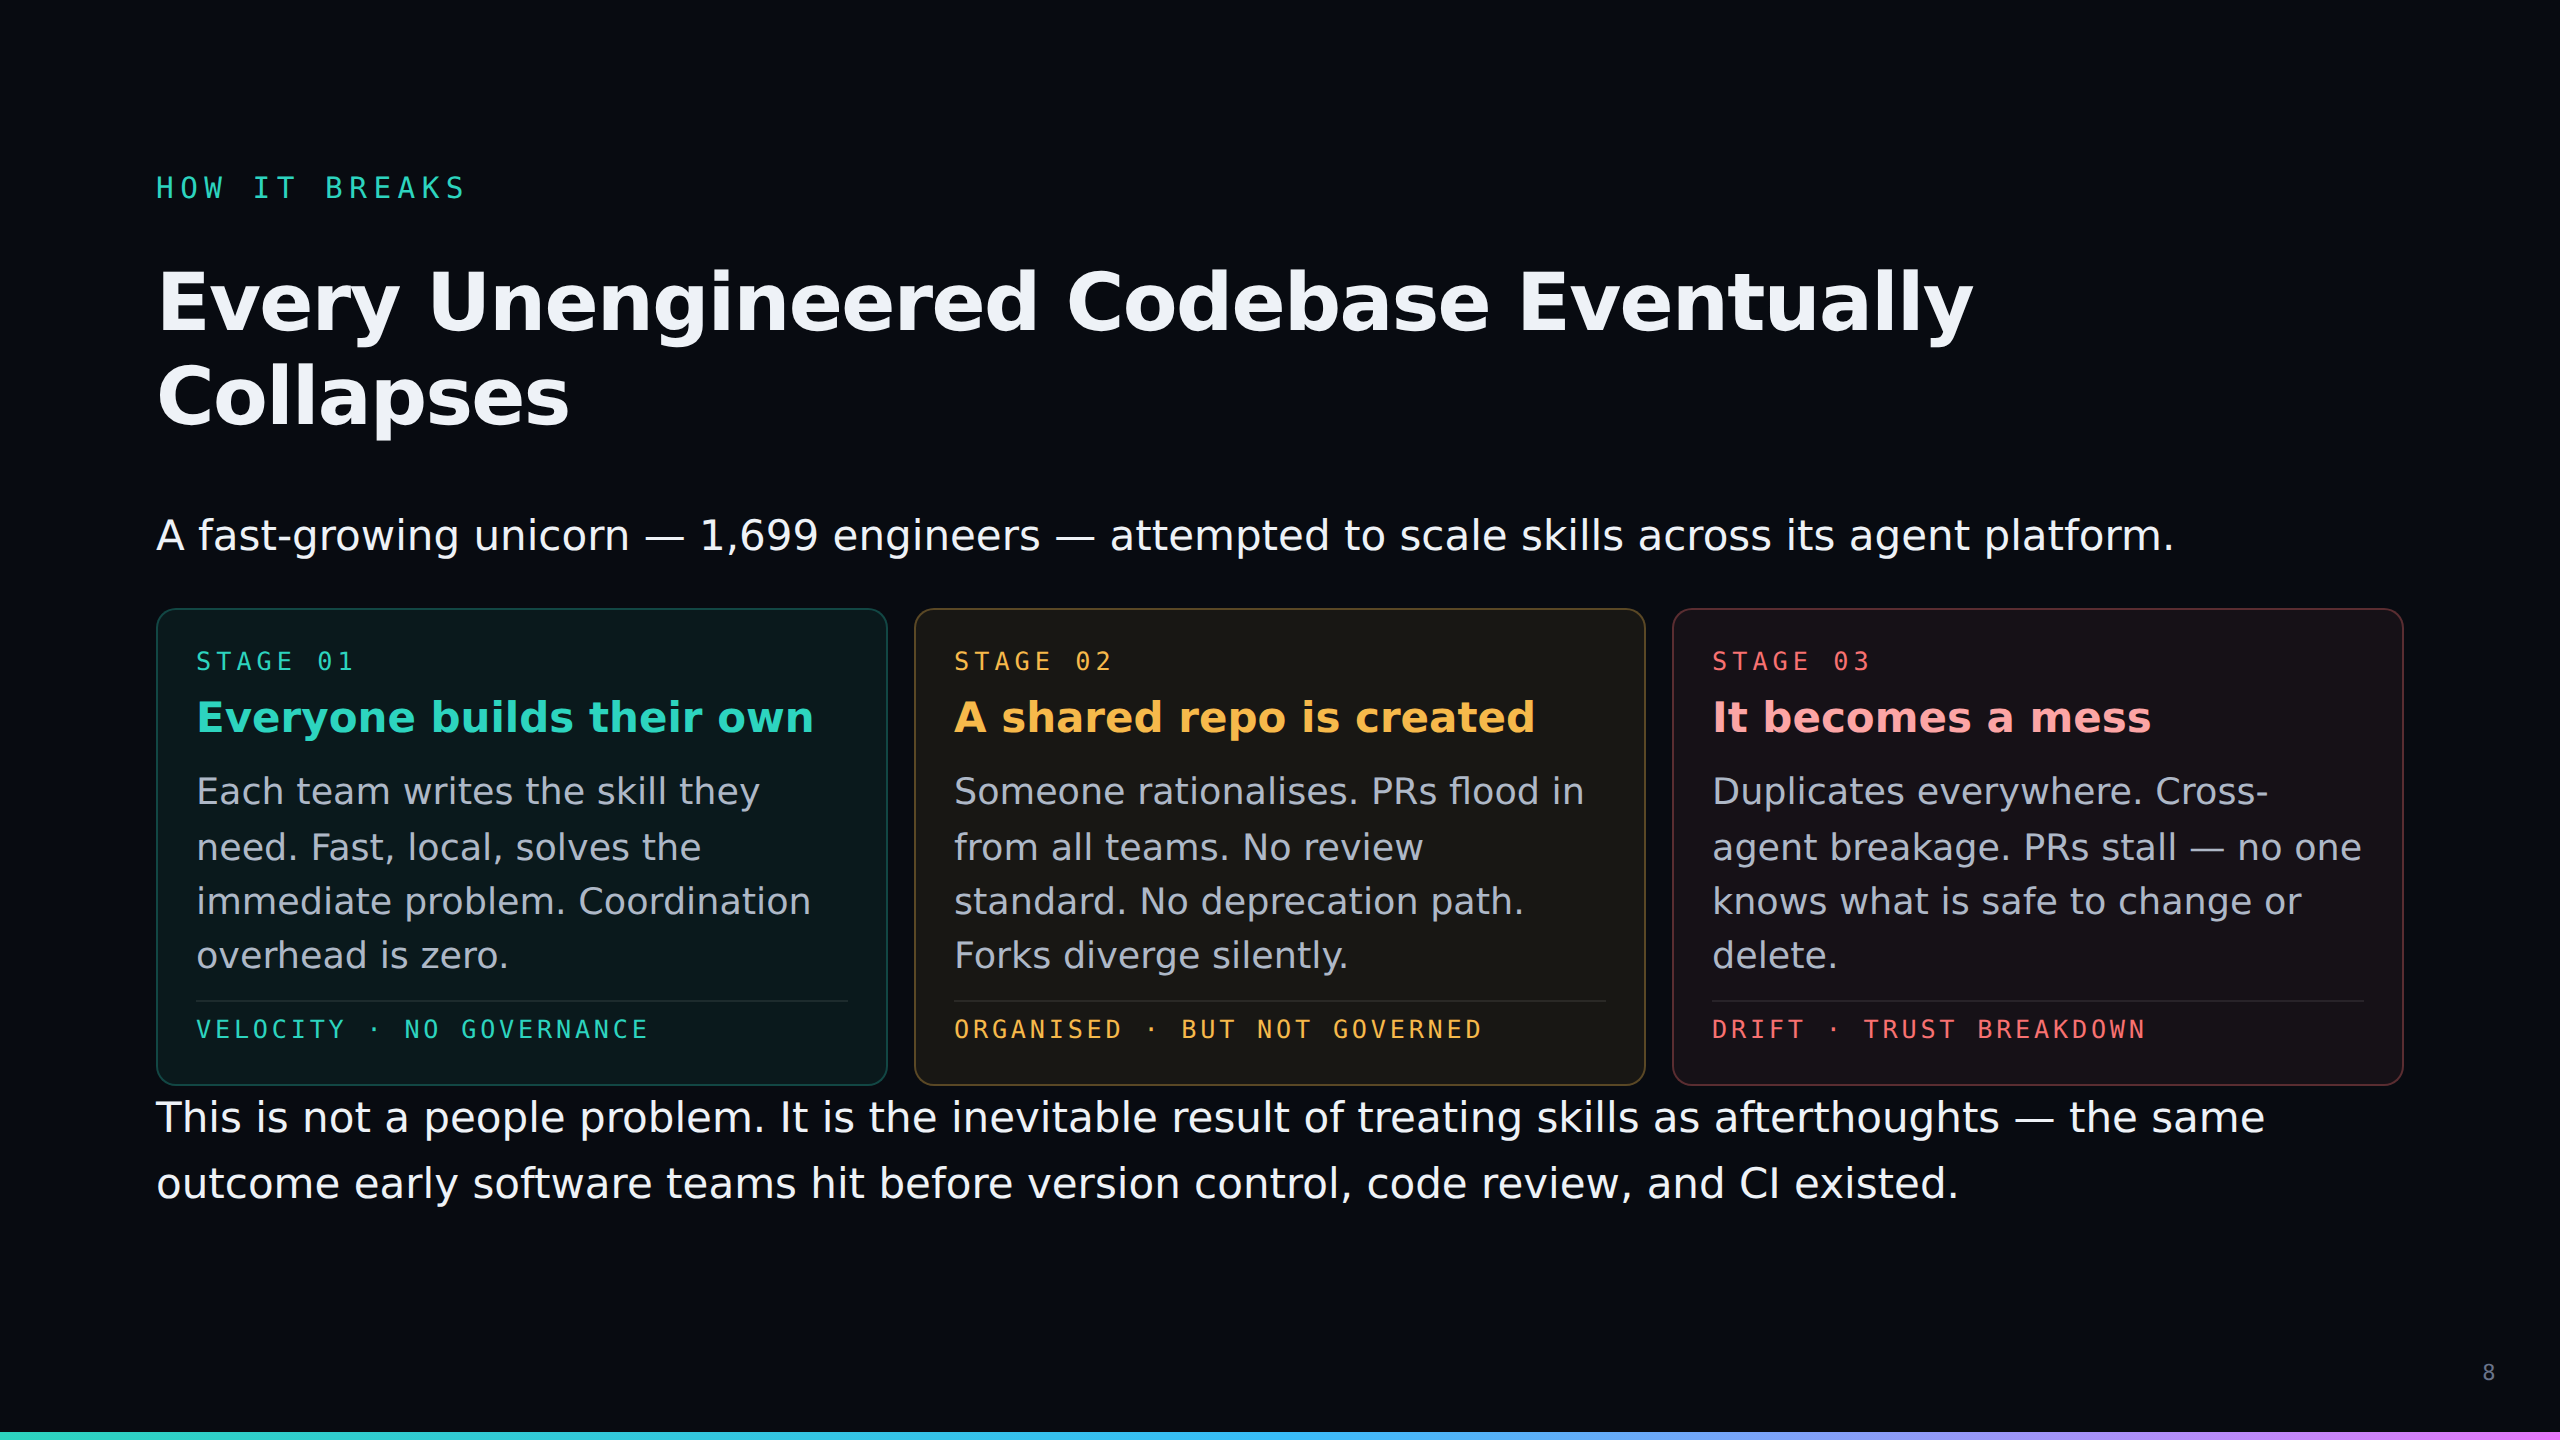 HOW IT BREAKS
Every Unengineered Codebase Eventually
Collapses
A fast-growing unicorn — 1,699 engineers — attempted to scale skills across its agent platform.
STAGE 01
Everyone builds their own
Each team writes the skill they
need. Fast, local, solves the
immediate problem. Coordination
overhead is zero.
VELOCITY · NO GOVERNANCE
STAGE 02
A shared repo is created
Someone rationalises. PRs flood in
from all teams. No review
standard. No deprecation path.
Forks diverge silently.
ORGANISED · BUT NOT GOVERNED
STAGE 03
It becomes a mess
Duplicates everywhere. Cross-
agent breakage. PRs stall — no one
knows what is safe to change or
delete.
DRIFT · TRUST BREAKDOWN
This is not a people problem. It is the inevitable result of treating skills as afterthoughts — the same
outcome early software teams hit before version control, code review, and CI existed.
8